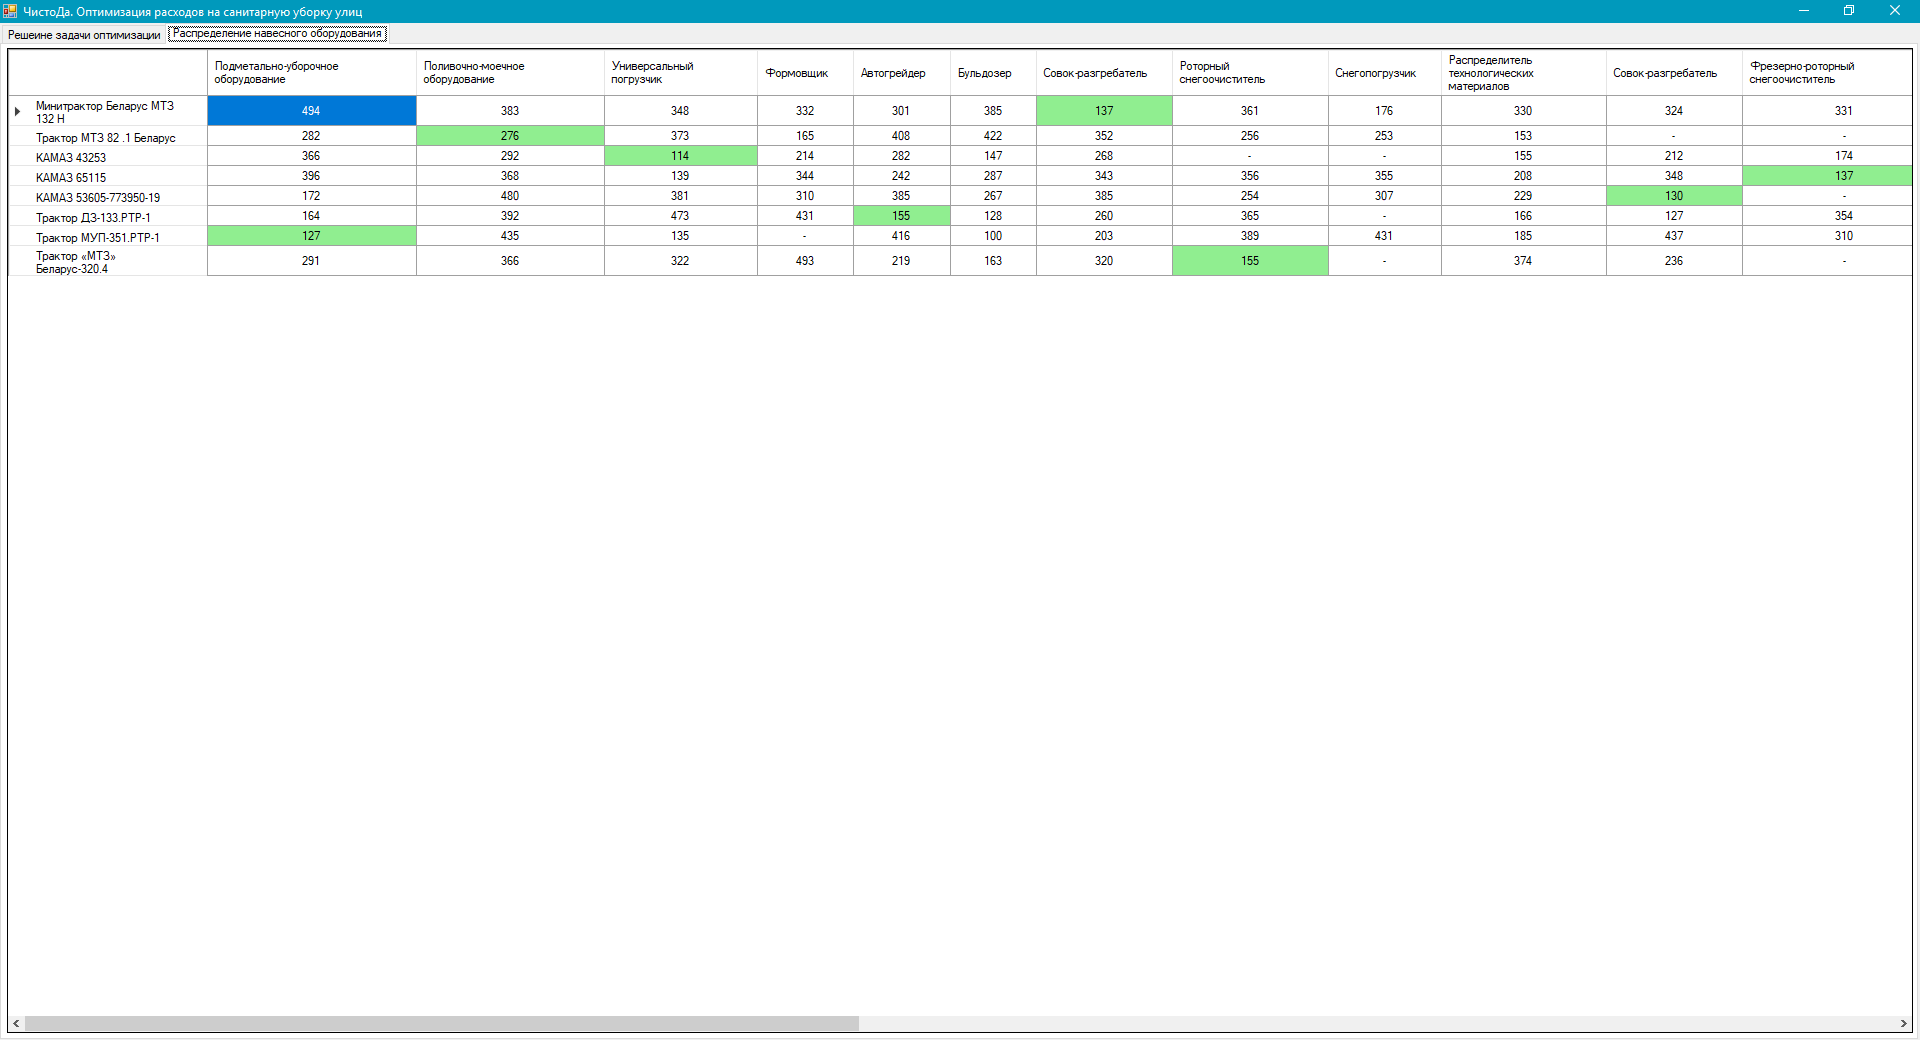 ЧистоДа. Оптимизация расходов на санитарную уборку улиц
Решеине задачи оптимизации Распределение навесного оборудования
Подметально-уборочное оборудование Поливочно-моечное оборудование Универсальный погрузчик Формовщик Автогрейдер Бульдозер Совок-разгребатель Роторный снегоочиститель Снегопогрузчик Распределитель технологических материалов Совок-разгребатель Фрезерно-роторный снегоочиститель
Минитрактор Беларус МТЗ 132 Н 494 383 348 332 301 385 137 361 176 330 324 331
Трактор МТЗ 82 .1 Беларус 282 276 373 165 408 422 352 256 253 153 - -
КАМАЗ 43253 366 292 114 214 282 147 268 - - 155 212 174
КАМАЗ 65115 396 368 139 344 242 287 343 356 355 208 348 137
КАМАЗ 53605-773950-19 172 480 381 310 385 267 385 254 307 229 130 -
Трактор ДЗ-133.РТР-1 164 392 473 431 155 128 260 365 - 166 127 354
Трактор МУП-351.РТР-1 127 435 135 - 416 100 203 389 431 185 437 310
Трактор «МТЗ» Беларус-320.4 291 366 322 493 219 163 320 155 - 374 236 -